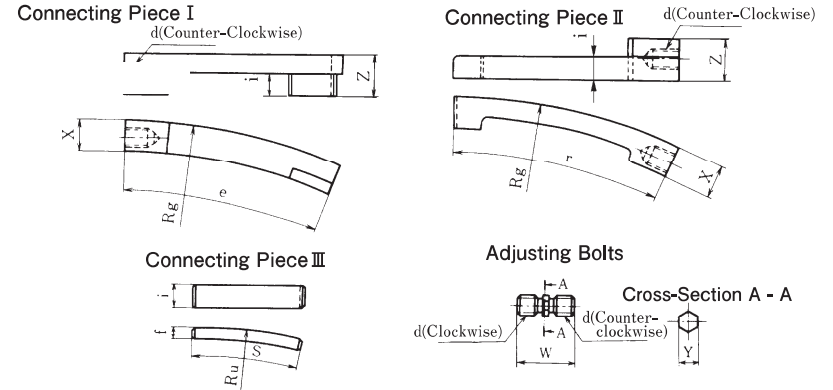 Connecting Piece Ⅰ
d(Counter-Clockwise)
i
Z
X
e
Rg
Connecting Piece Ⅱ
d(Counter-Clockwise)
i
Z
r
Rg
X
Connecting Piece Ⅲ
i
f
S
Ru
Adjusting Bolts
A
A
d(Clockwise)
d(Counter-
clockwise)
W
Cross-Section A - A
Y